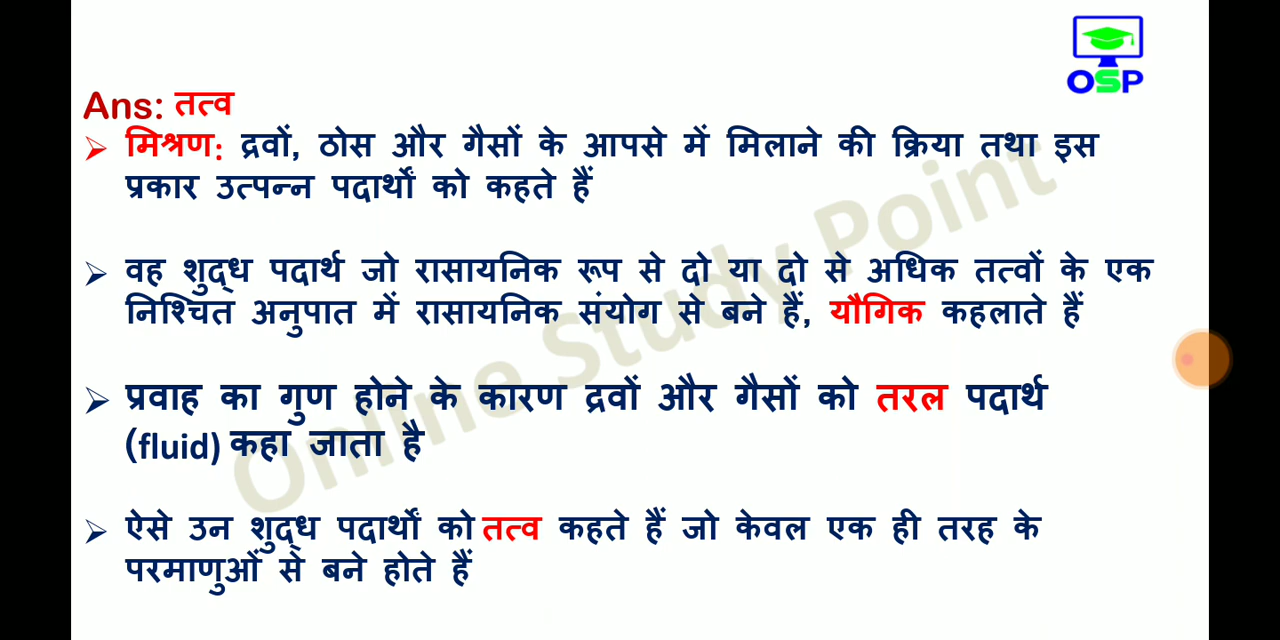 OSP
Ans: तत्व
➢ मिश्रण: द्रवों, ठोस और गैसों के आपसे में मिलाने की क्रिया तथा इस
प्रकार उत्पन्न पदार्थों को कहते हैं
➢ वह शुद्ध पदार्थ जो रासायनिक रूप से दो या दो से अधिक तत्वों के एक
निश्चित अनुपात में रासायनिक संयोग से बने हैं, यौगिक कहलाते हैं
➢ प्रवाह का गुण होने के कारण द्रवों और गैसों को तरल पदार्थ
(fluid) कहा जाता है
➢ ऐसे उन शुद्ध पदार्थों को तत्व कहते हैं जो केवल एक ही तरह के
परमाणुओं से बने होते हैं
Online Study Point